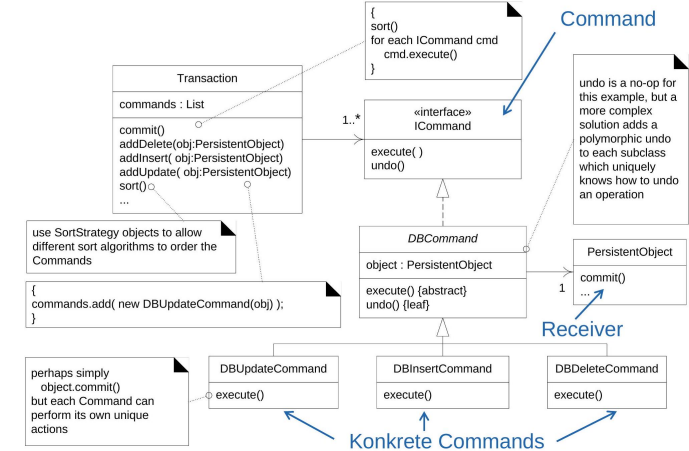 {
sort()
for each ICommand cmd
cmd.execute()
}
Command
Transaction
commands : List
commit()
addDelete(obj:PersistentObject)
addInsert( obj:PersistentObject)
addUpdate( obj:PersistentObject)
sort()
...
1..*
«interface»
ICommand
execute( )
undo()
undo is a no-op for
this example, but a
more complex
solution adds a
polymorphic undo
to each subclass
which uniquely
knows how to undo
an operation
use SortStrategy objects to allow
different sort algorithms to order the
Commands
{
commands.add( new DBUpdateCommand(obj) );
}
DBCommand
object : PersistentObject
execute() {abstract}
undo() {leaf}
1
PersistentObject
commit()
...
Receiver
perhaps simply
object.commit()
but each Command can
perform its own unique
actions
DBUpdateCommand
execute()
DBInsertCommand
execute()
DBDeleteCommand
execute()
Konkrete Commands